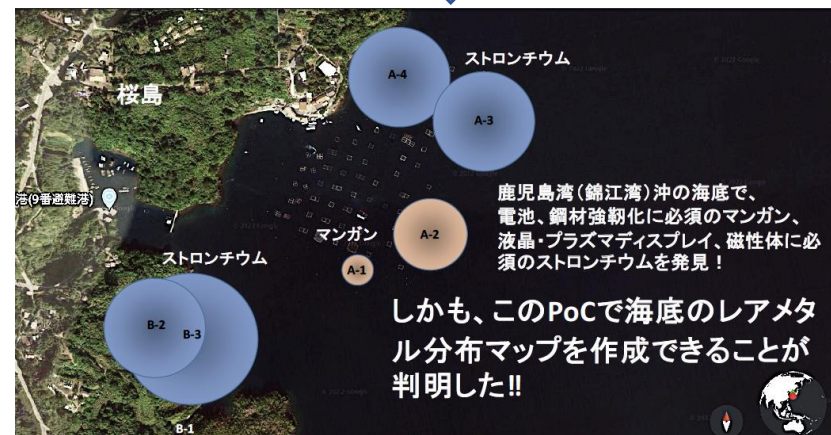 A-4
ストロンチウム
桜島
A-3
港(9番避難港)
鹿児島湾(錦江湾)沖の海底で、
電池、鋼材強靭化に必須のマンガン、
液晶・プラズマディスプレイ、磁性体に必
須のストロンチウムを発見！
マンガン
A-2
A-1
ストロンチウム
B-2
B-3
しかも、このPoCで海底のレアメタ
ル分布マップを作成できることが
判明した!!
B-1